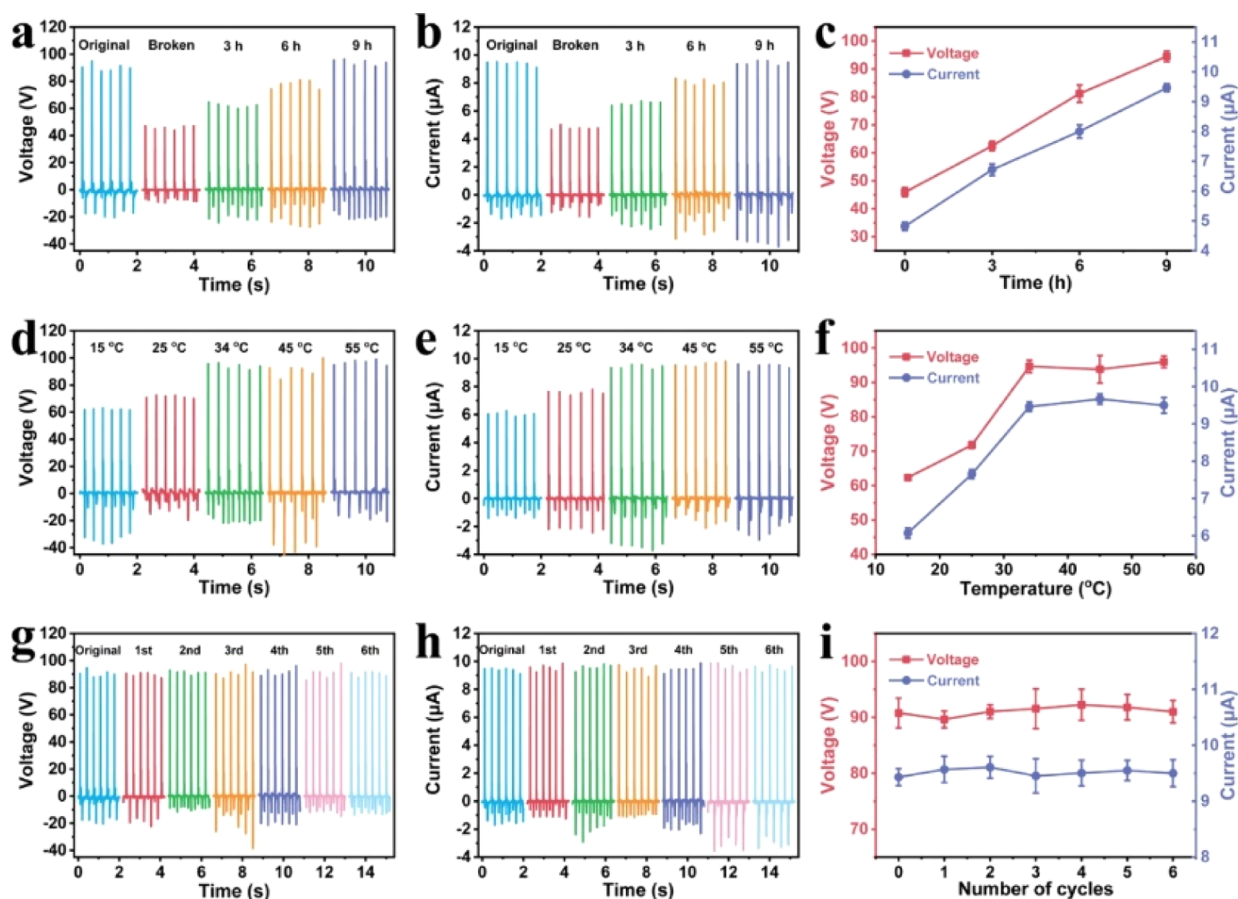 a
Original Broken 3 h 6 h 9 h
Voltage (V)
120
100
80
60
40
20
0
-20
-40
0 2 4 6 8 10
Time (s)
b
Original Broken 3 h 6 h 9 h
Current (μA)
12
10
8
6
4
2
0
-2
-4
0 2 4 6 8 10
Time (s)
c
Voltage
Current
Voltage (V)
100
90
80
70
60
50
40
30
Current (μA)
11
10
9
8
7
6
5
4
0 3 6 9
Time (h)
d
15 °C 25 °C 34 °C 45 °C 55 °C
Voltage (V)
120
100
80
60
40
20
0
-20
-40
0 2 4 6 8 10
Time (s)
e
15 °C 25 °C 34 °C 45 °C 55 °C
Current (μA)
12
10
8
6
4
2
0
-2
-4
0 2 4 6 8 10
Time (s)
f
Voltage
Current
Voltage (V)
100
90
80
70
60
50
40
Current (μA)
11
10
9
8
7
6
10 20 30 40 50 60
Temperature (°C)
g
Original 1st 2nd 3rd 4th 5th 6th
Voltage (V)
120
100
80
60
40
20
0
-20
-40
0 2 4 6 8 10 12 14
Time (s)
h
Original 1st 2nd 3rd 4th 5th 6th
Current (μA)
12
10
8
6
4
2
0
-2
-4
0 2 4 6 8 10 12 14
Time (s)
i
Voltage
Current
Voltage (V)
100
90
80
70
Current (μA)
12
11
10
9
8
0 1 2 3 4 5 6
Number of cycles